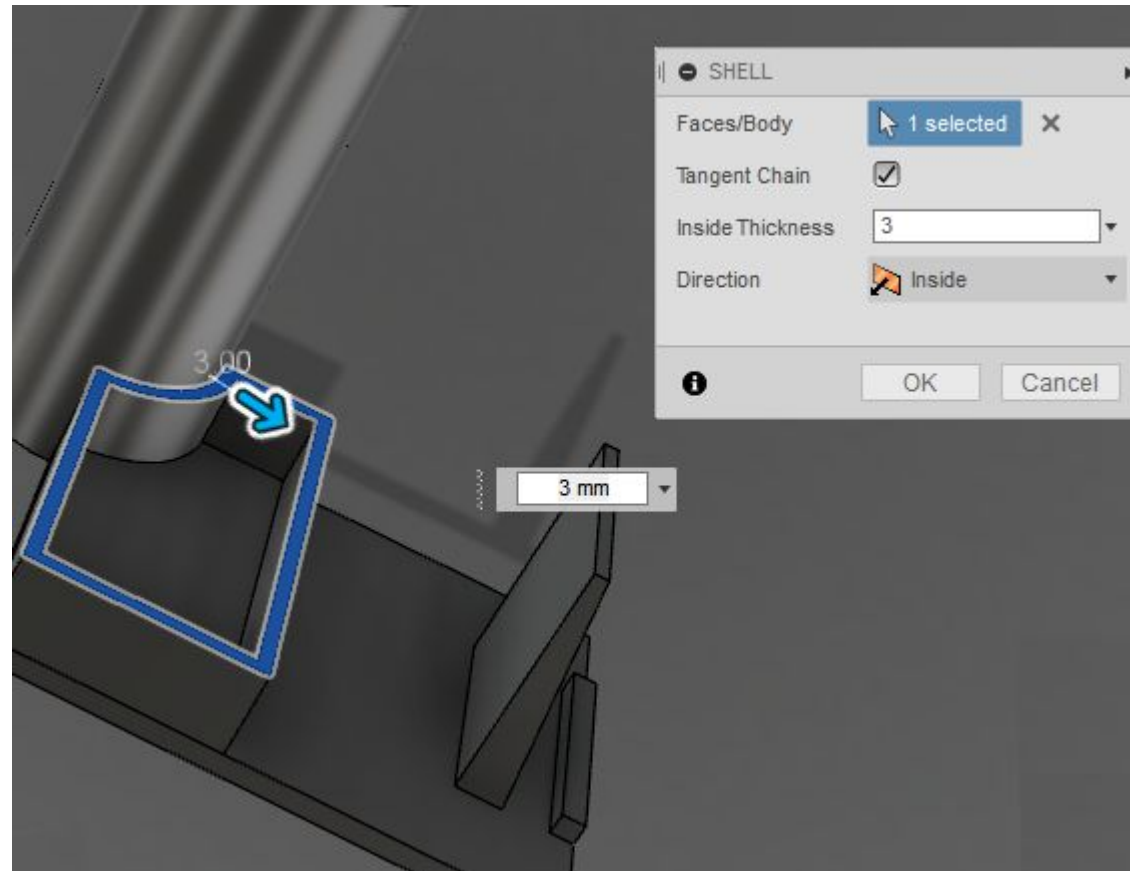 SHELL
Faces/Body 1 selected
Tangent Chain
Inside Thickness 3
Direction Inside
OK Cancel
3.00
3 mm